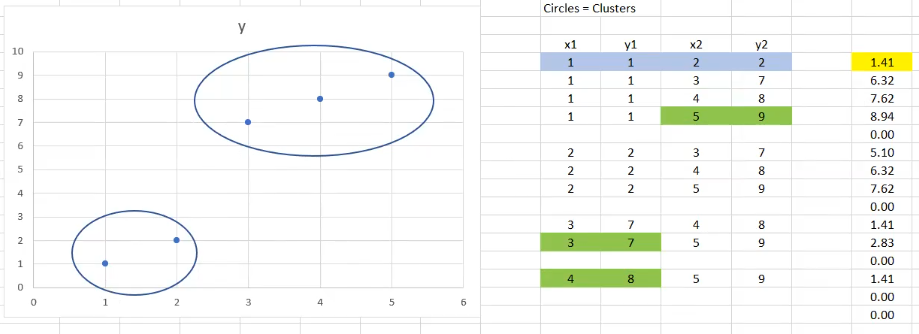 y
10
9
8
7
6
5
4
3
2
1
0
0 1 2 3 4 5 6
Circles = Clusters
x1 y1 x2 y2
1 1 2 2 1.41
1 1 3 7 6.32
1 1 4 8 7.62
1 1 5 9 8.94
0.00
2 2 3 7 5.10
2 2 4 8 6.32
2 2 5 9 7.62
0.00
3 7 4 8 1.41
3 7 5 9 2.83
0.00
4 8 5 9 1.41
0.00
0.00